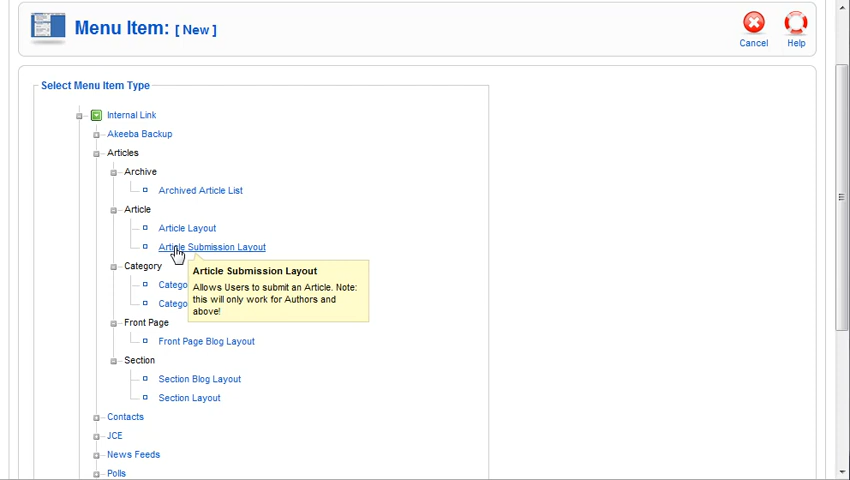 Menu Item: [ New ]
Cancel
Help
Select Menu Item Type
Internal Link
Akeeba Backup
Articles
Archive
Archived Article List
Article
Article Layout
Article Submission Layout
Article Submission Layout
Allows Users to submit an Article. Note:
this will only work for Authors and
above!
Category
Catego
Catego
Front Page
Front Page Blog Layout
Section
Section Blog Layout
Section Layout
Contacts
JCE
News Feeds
Polls